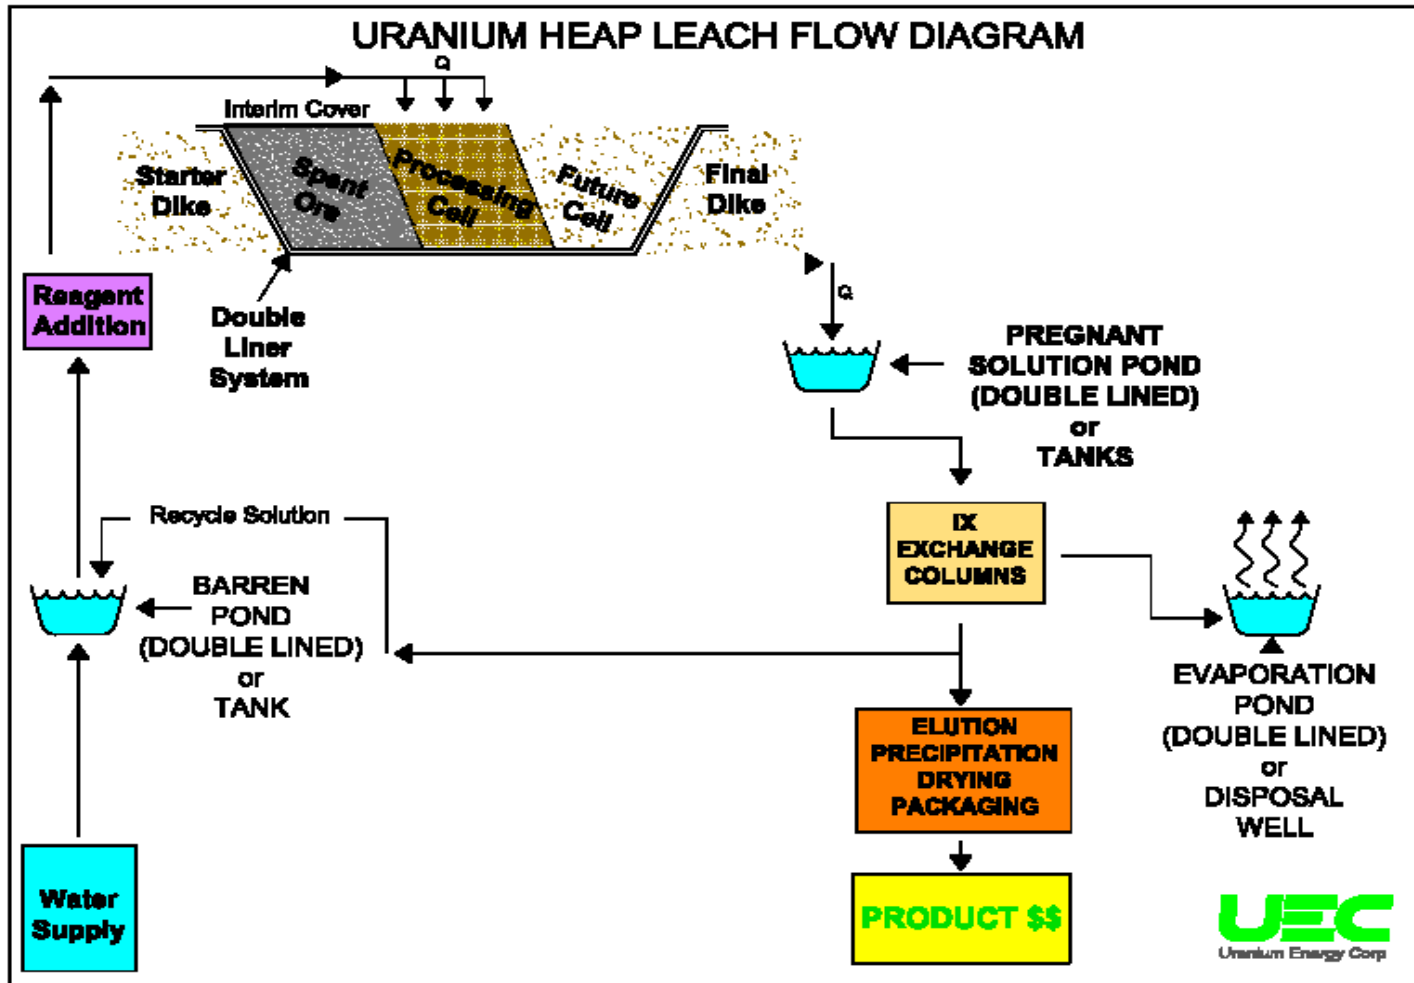 URANIUM HEAP LEACH FLOW DIAGRAM
Q
Interim Cover
Starter
Dike
Spent
Ore
Processing
Cell
Future
Cell
Final
Dike
Reagent
Addition
Double
Liner
System
Q
PREGNANT
SOLUTION POND
(DOUBLE LINED)
or
TANKS
Recycle Solution
IX
EXCHANGE
COLUMNS
BARREN
POND
(DOUBLE LINED)
or
TANK
EVAPORATION
POND
(DOUBLE LINED)
or
DISPOSAL
WELL
ELUTION
PRECIPITATION
DRYING
PACKAGING
Water
Supply
PRODUCT $$
UEC
Uranium Energy Corp